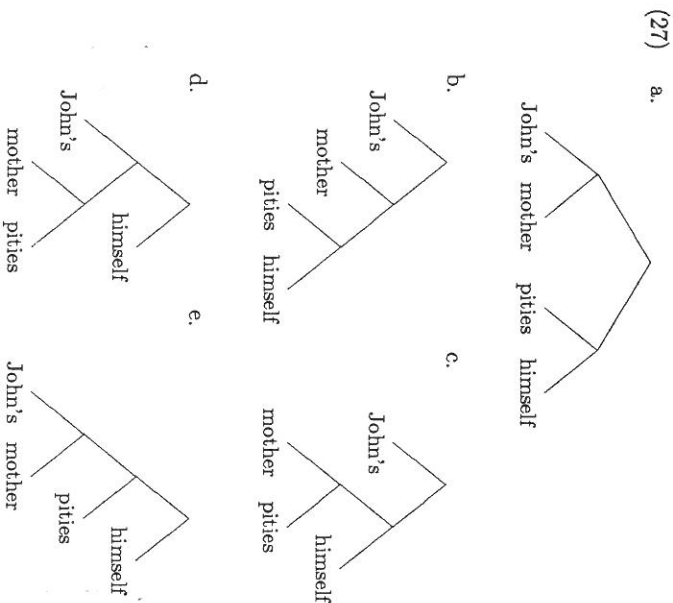 (27) a.
John's mother pities himself
b.
John's
mother
pities himself
c.
John's
mother pities
himself
d.
John's
mother pities
himself
e.
John's mother
pities
himself